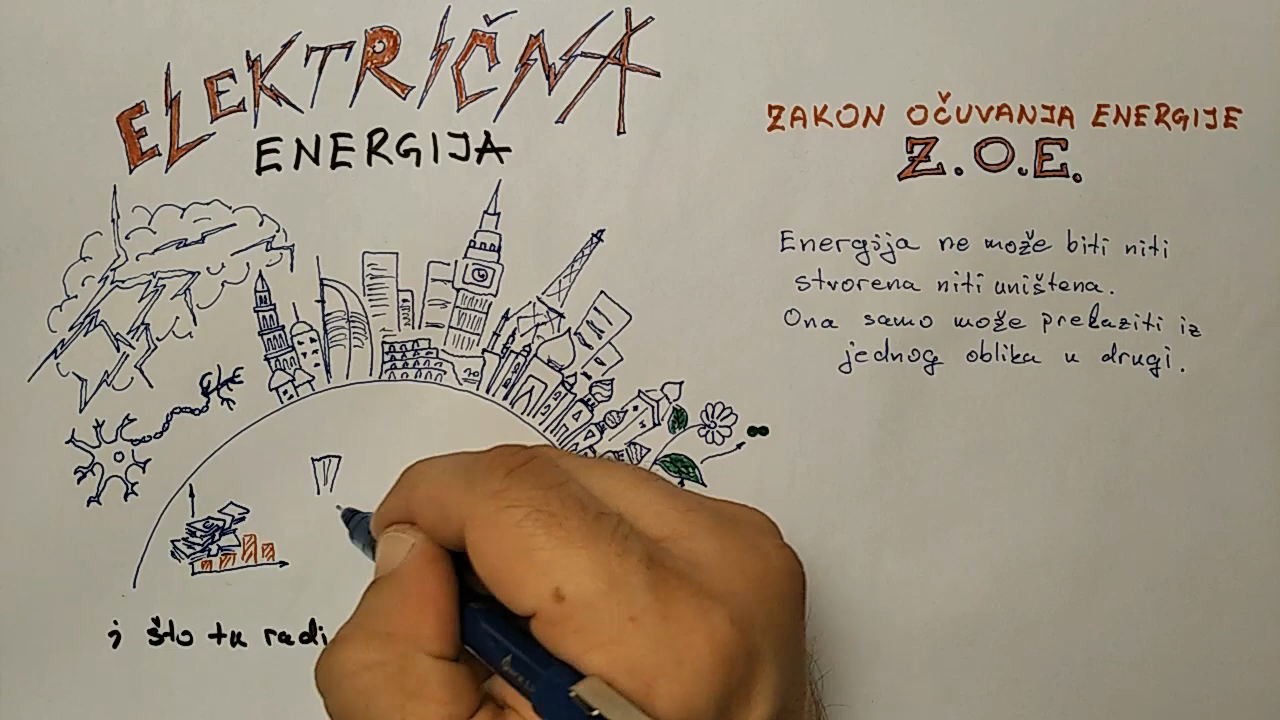 ELEKTRIČNA
ENERGIJA
ZAKON OČUVANJA ENERGIJE
Z.O.E.
Energija ne može biti niti
stvorena niti uništena.
Ona samo može prelaziti iz
jednog oblika u drugi.
i što tu radi